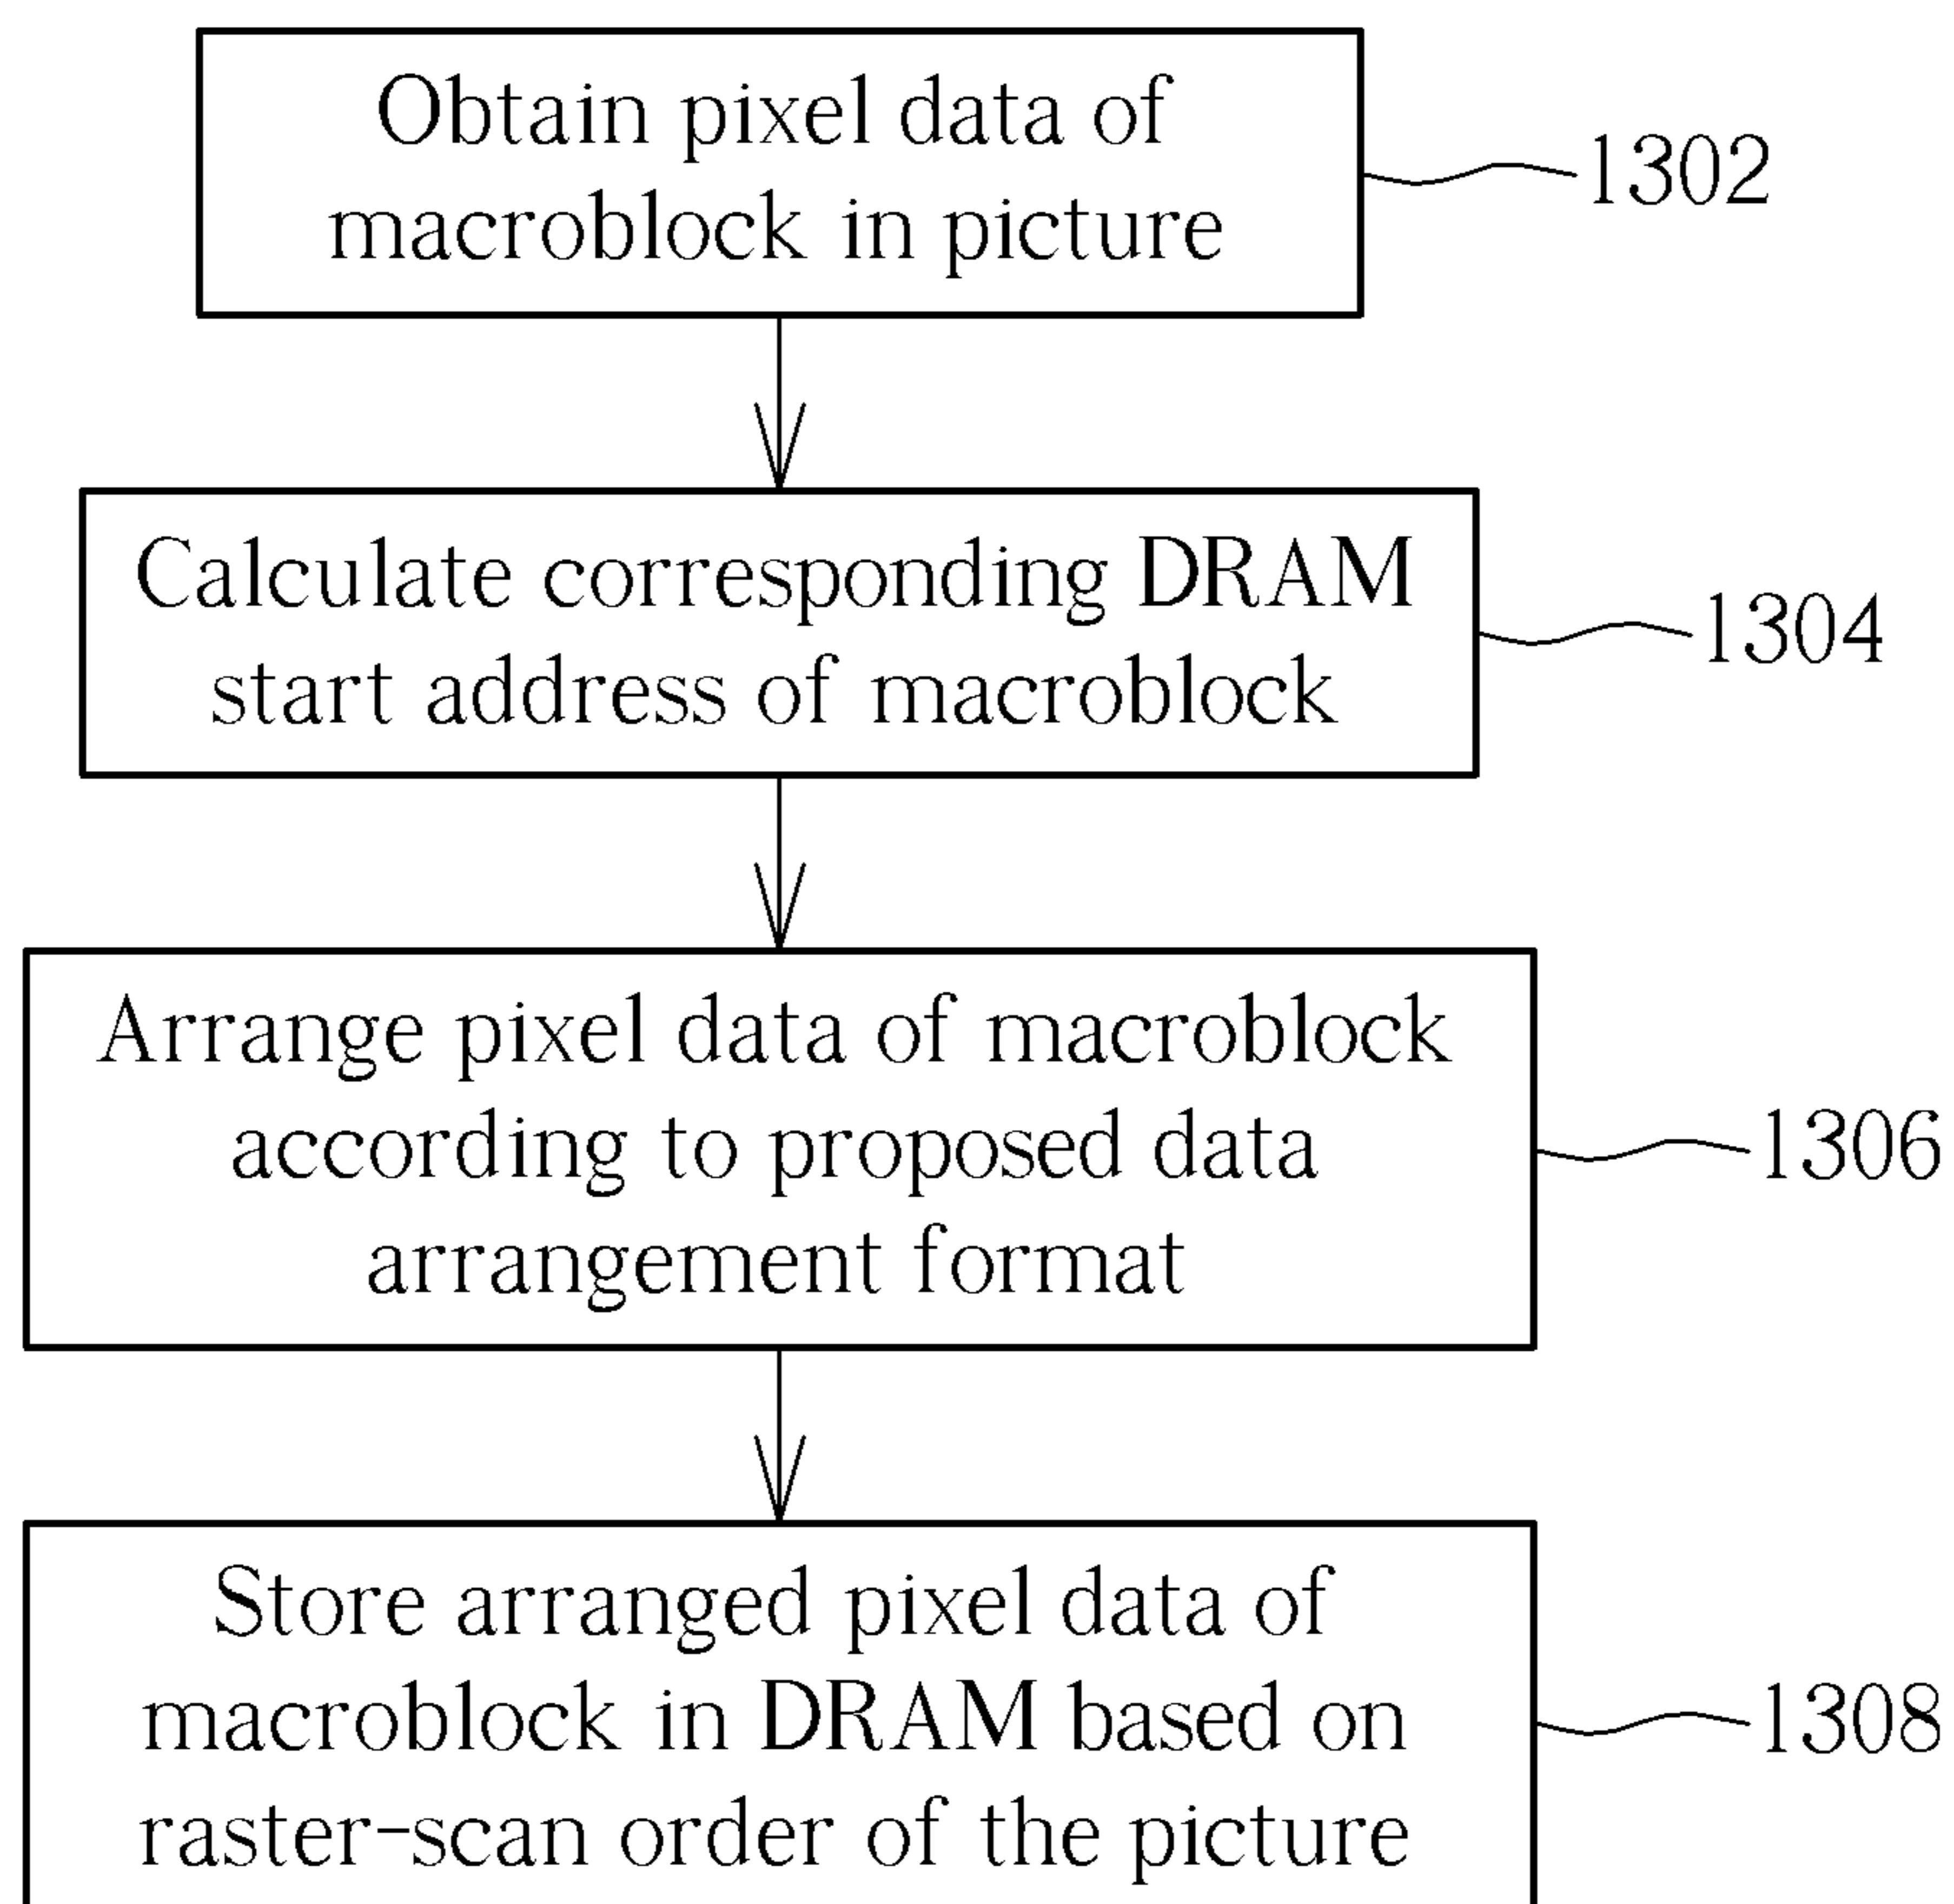 Obtain pixel data of
macroblock in picture
1302
Calculate corresponding DRAM
start address of macroblock
1304
Arrange pixel data of macroblock
according to proposed data
arrangement format
1306
Store arranged pixel data of
macroblock in DRAM based on
raster-scan order of the picture
1308